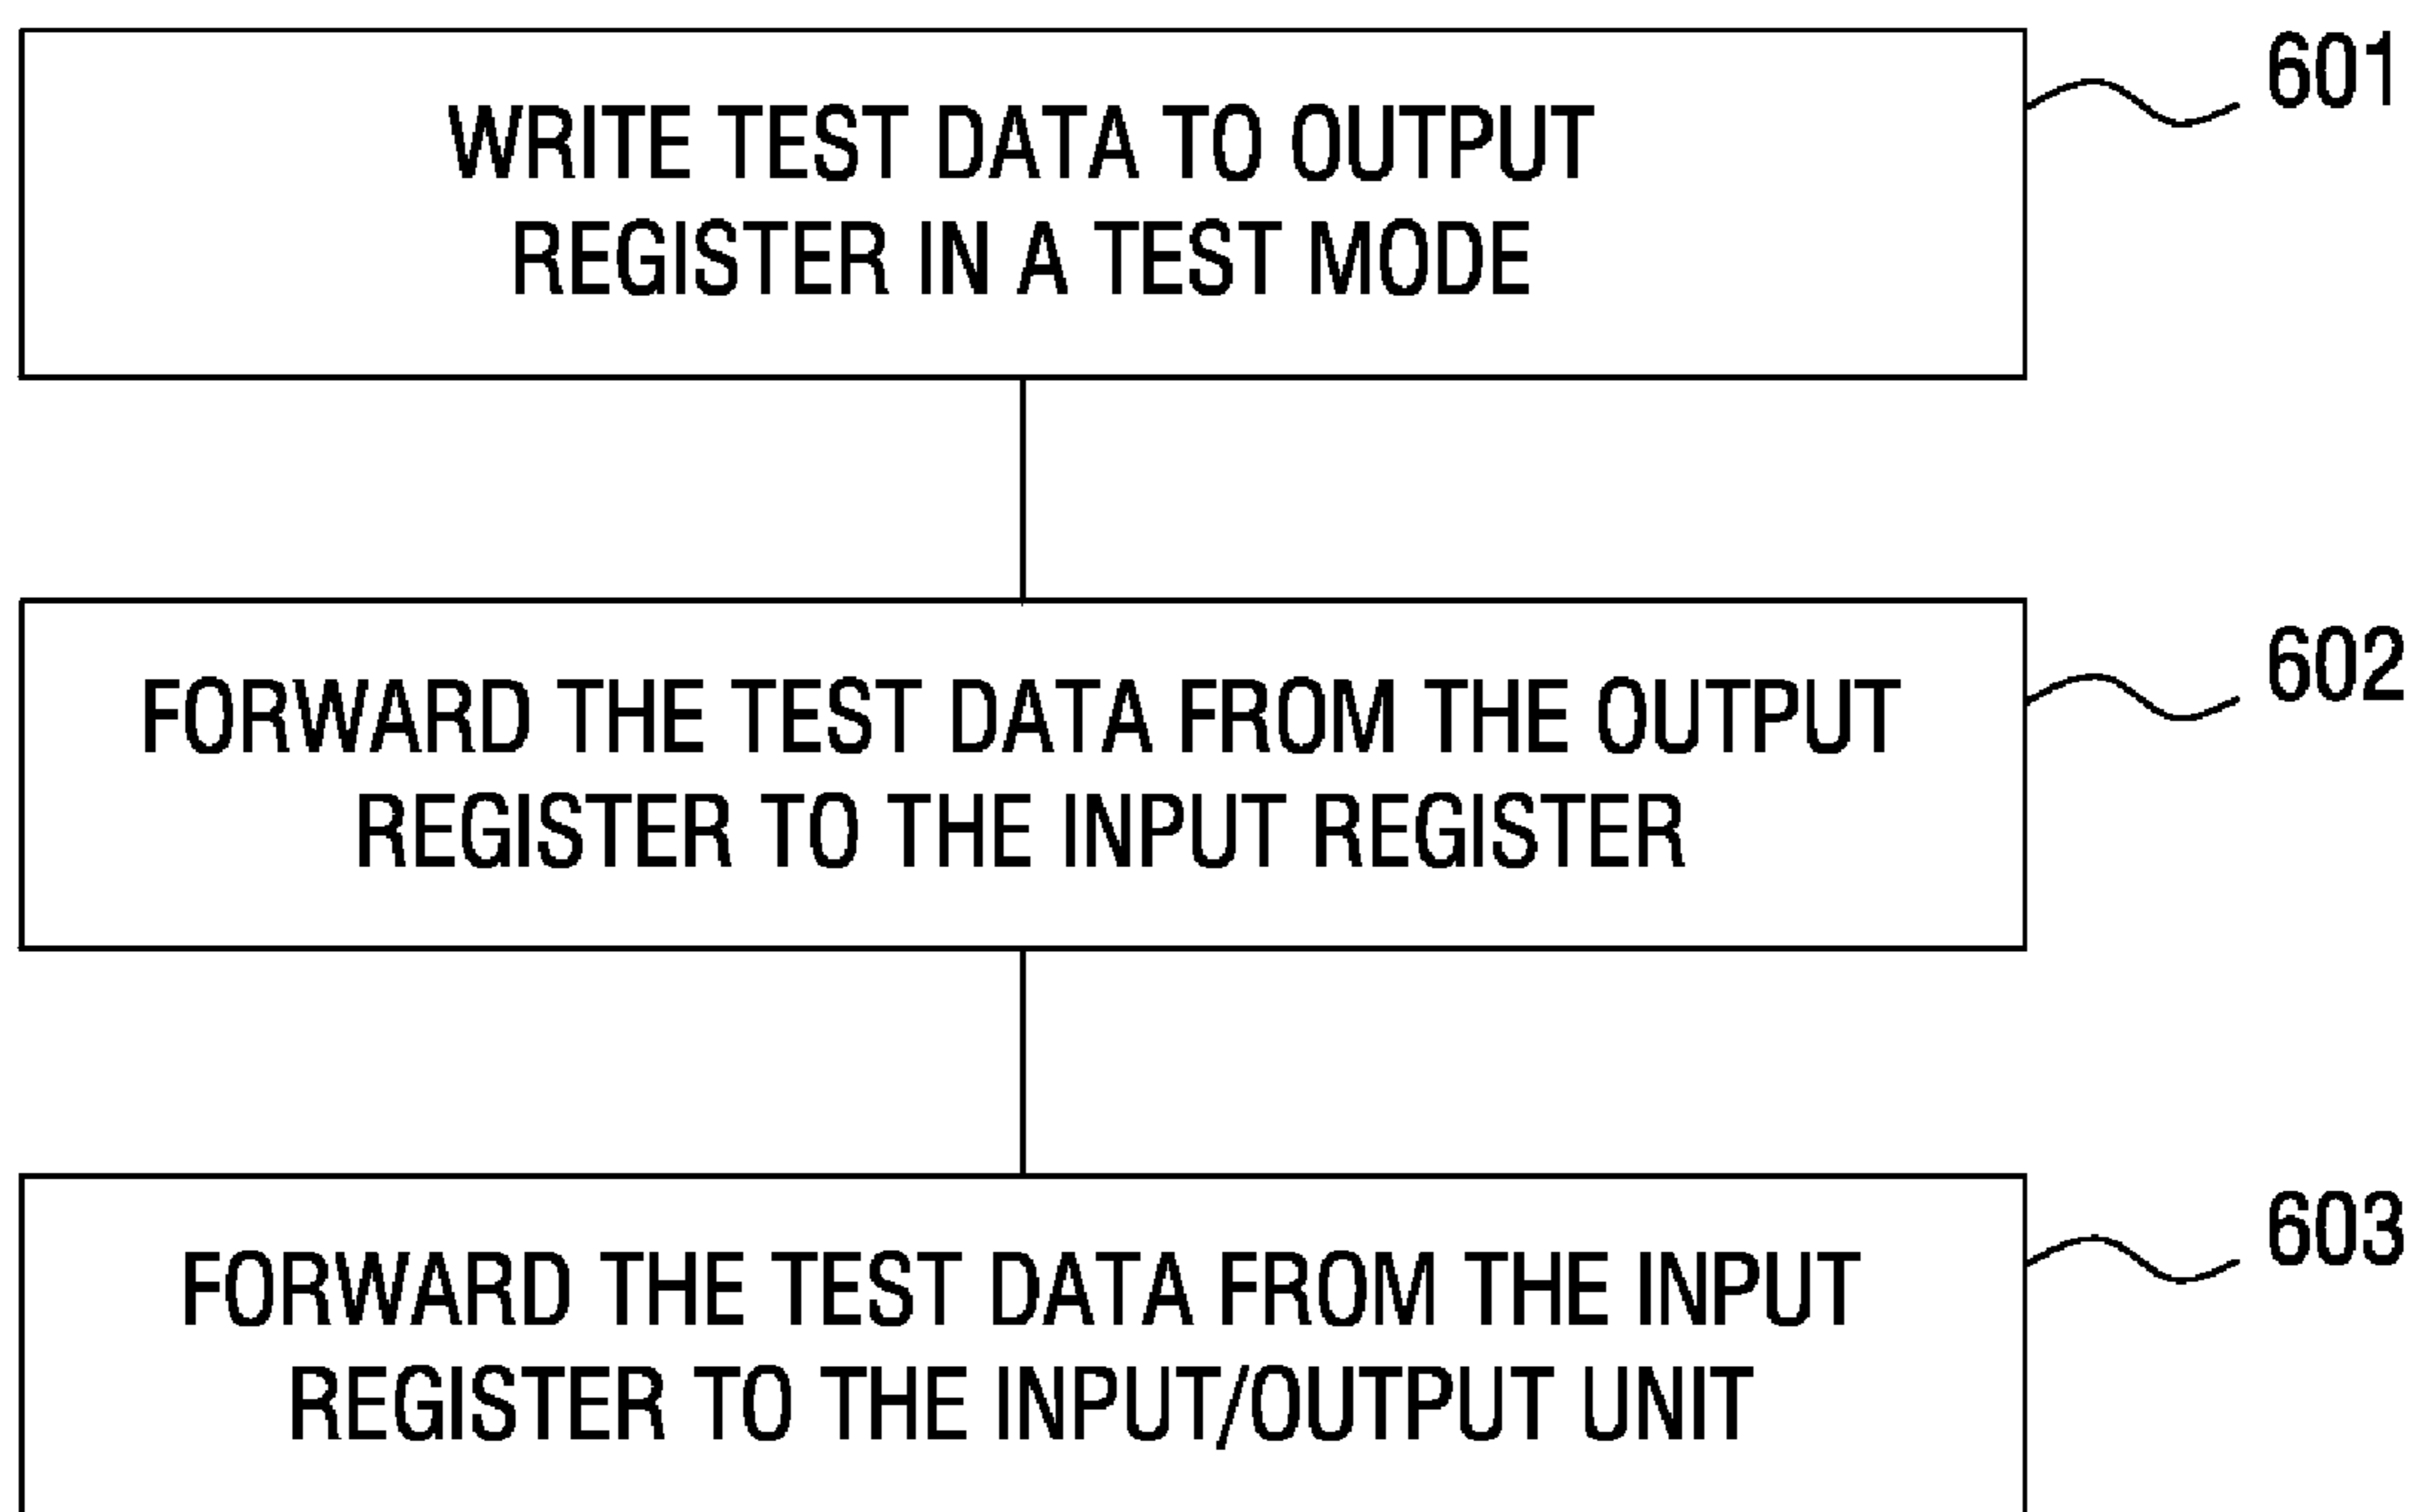 601
WRITE TEST DATA TO OUTPUT
REGISTER IN A TEST MODE
602
FORWARD THE TEST DATA FROM THE OUTPUT
REGISTER TO THE INPUT REGISTER
603
FORWARD THE TEST DATA FROM THE INPUT
REGISTER TO THE INPUT/OUTPUT UNIT